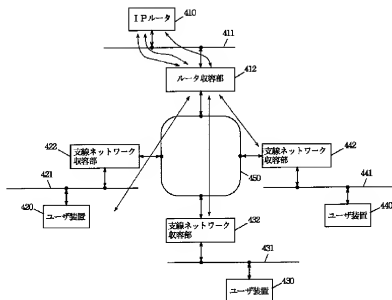 IPルータ
410
411
ルータ収容部
412
422
支線ネットワーク
収容部
支線ネットワーク
収容部
442
421
450
441
420
ユーザ装置
支線ネットワーク
収容部
432
ユーザ装置
440
431
ユーザ装置
430